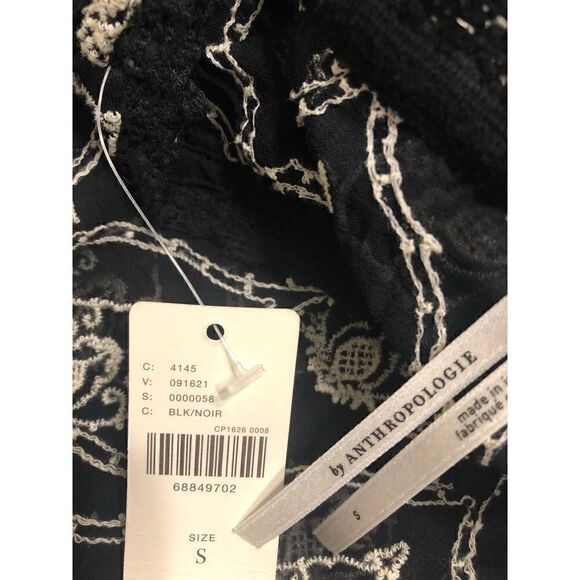 C: 4145
V: 091621
S: 0000058
C: BLK/NOIR
CP1626 0008
68849702
SIZE
S
by ANTHROPOLOGIE
S
made in
fabriqué